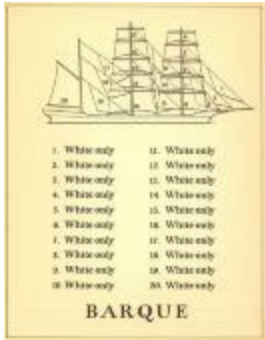 1. White only
2. White only
3. White only
4. White only
5. White only
6. White only
7. White only
8. White only
9. White only
10. White only
11. White only
12. White only
13. White only
14. White only
15. White only
16. White only
17. White only
18. White only
19. White only
20. White only
BARQUE